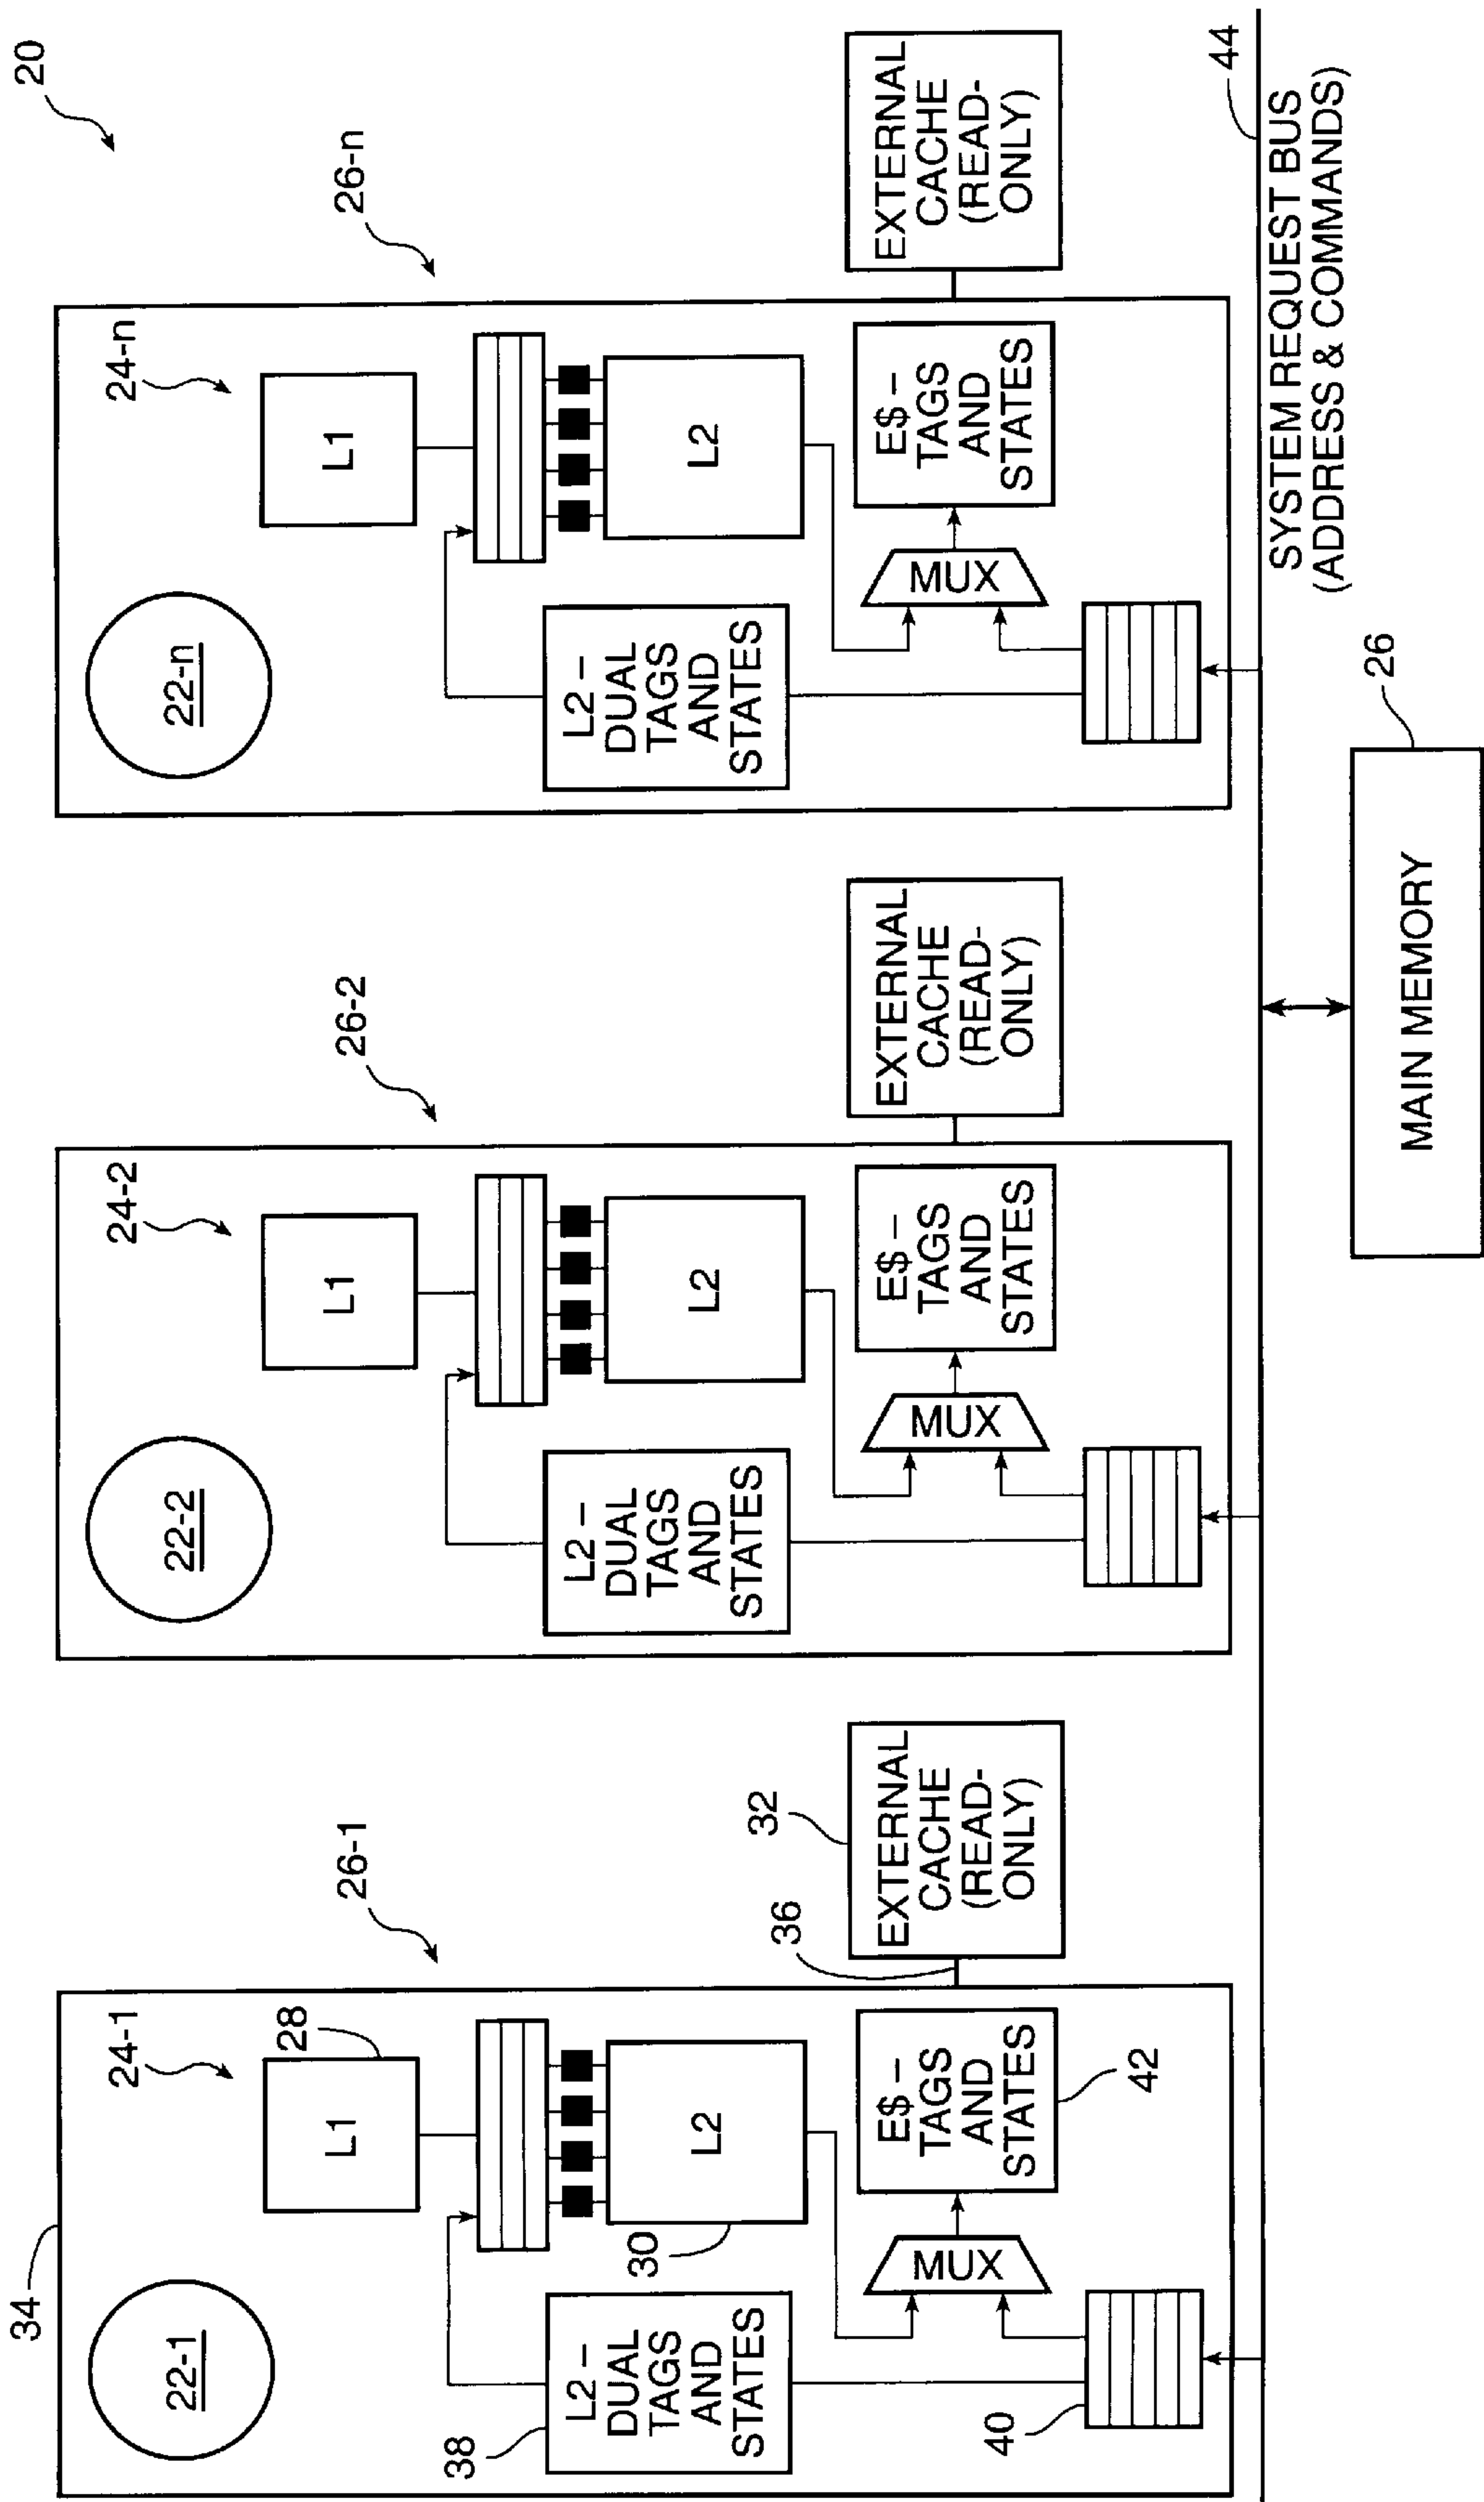 20
34
24-1
26-1
22-1
L1
28
L2
30
38
L2 –
DUAL
TAGS
AND
STATES
MUX
E$ –
TAGS
AND
STATES
42
40
36
32
EXTERNAL
CACHE
(READ-
ONLY)
24-2
26-2
22-2
L1
L2
L2 –
DUAL
TAGS
AND
STATES
MUX
E$ –
TAGS
AND
STATES
EXTERNAL
CACHE
(READ-
ONLY)
24-n
26-n
22-n
L1
L2
L2 –
DUAL
TAGS
AND
STATES
MUX
E$ –
TAGS
AND
STATES
EXTERNAL
CACHE
(READ-
ONLY)
44
SYSTEM REQUEST BUS
(ADDRESS & COMMANDS)
26
MAIN MEMORY